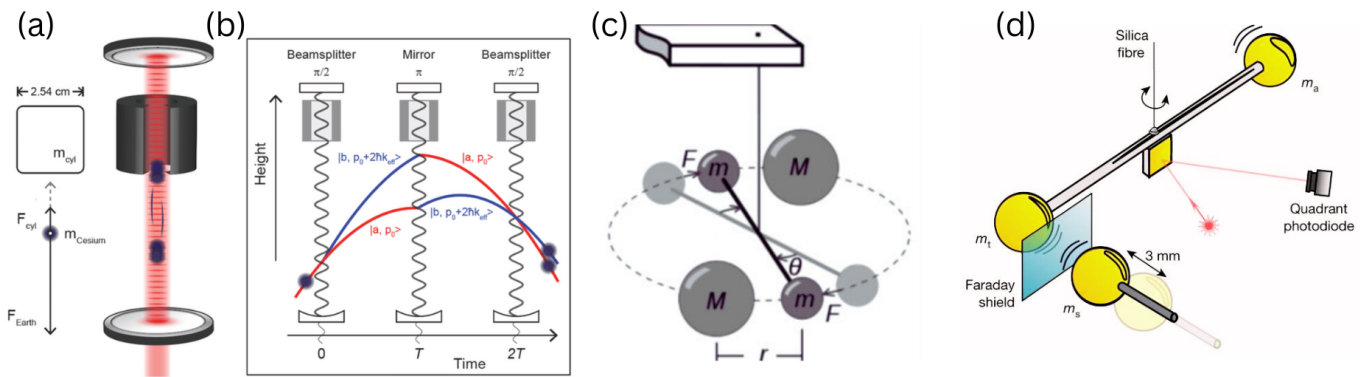 (a)
2.54 cm
m_cyl
F_cyl
m_Cesium
F_Earth
(b)
Beamsplitter
π/2
Mirror
π
Beamsplitter
π/2
Height
|b, p₀+2ħk_eff>
|a, p₀>
|a, p₀>
|b, p₀+2ħk_eff>
0
T
2T
Time
(c)
F
m
M
θ
M
m
F
r
(d)
Silica
fibre
m_a
m_t
Quadrant
photodiode
3 mm
Faraday
shield
m_s